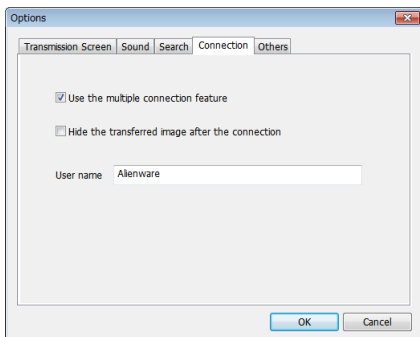 Options
Transmission Screen Sound Search Connection Others
Use the multiple connection feature
Hide the transferred image after the connection
User name Alienware
OK Cancel